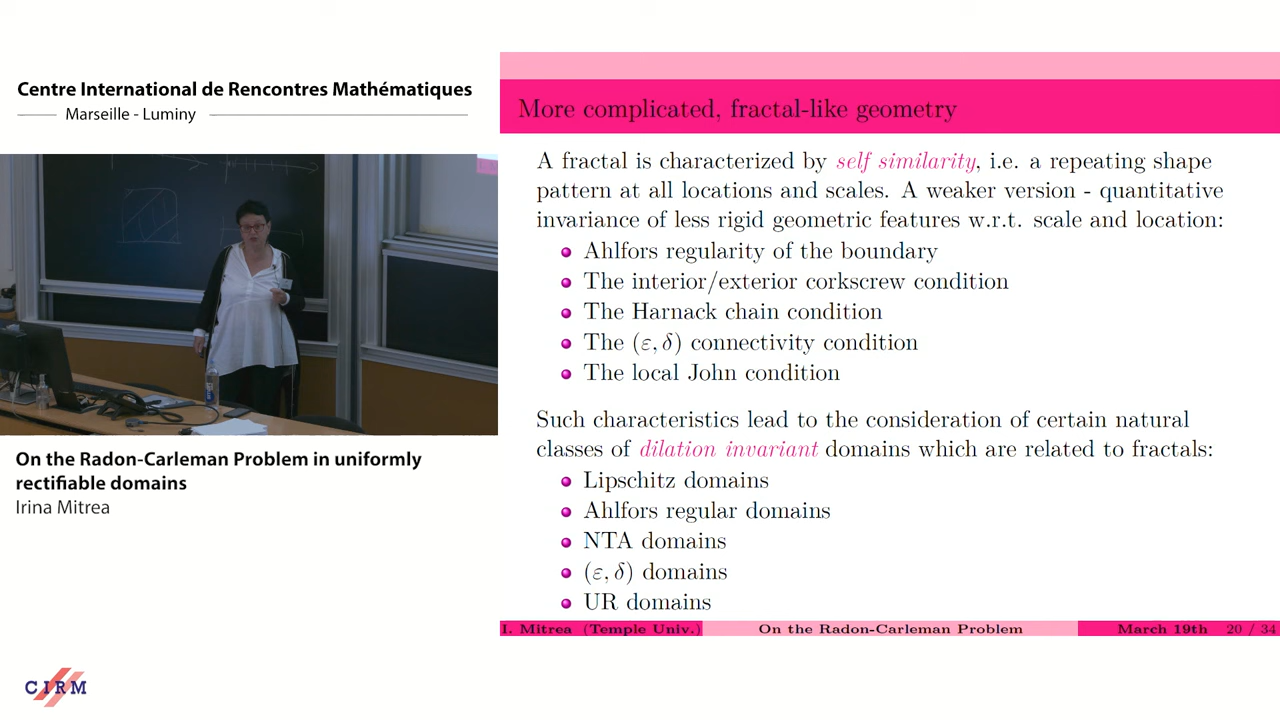 Centre International de Rencontres Mathématiques
Marseille - Luminy
On the Radon-Carleman Problem in uniformly
rectifiable domains
Irina Mitrea
CIRM
More complicated, fractal-like geometry
A fractal is characterized by self similarity, i.e. a repeating shape
pattern at all locations and scales. A weaker version - quantitative
invariance of less rigid geometric features w.r.t. scale and location:
Ahlfors regularity of the boundary
The interior/exterior corkscrew condition
The Harnack chain condition
The (ε, δ) connectivity condition
The local John condition
Such characteristics lead to the consideration of certain natural
classes of dilation invariant domains which are related to fractals:
Lipschitz domains
Ahlfors regular domains
NTA domains
(ε, δ) domains
UR domains
I. Mitrea (Temple Univ.) On the Radon-Carleman Problem March 19th 20 / 34